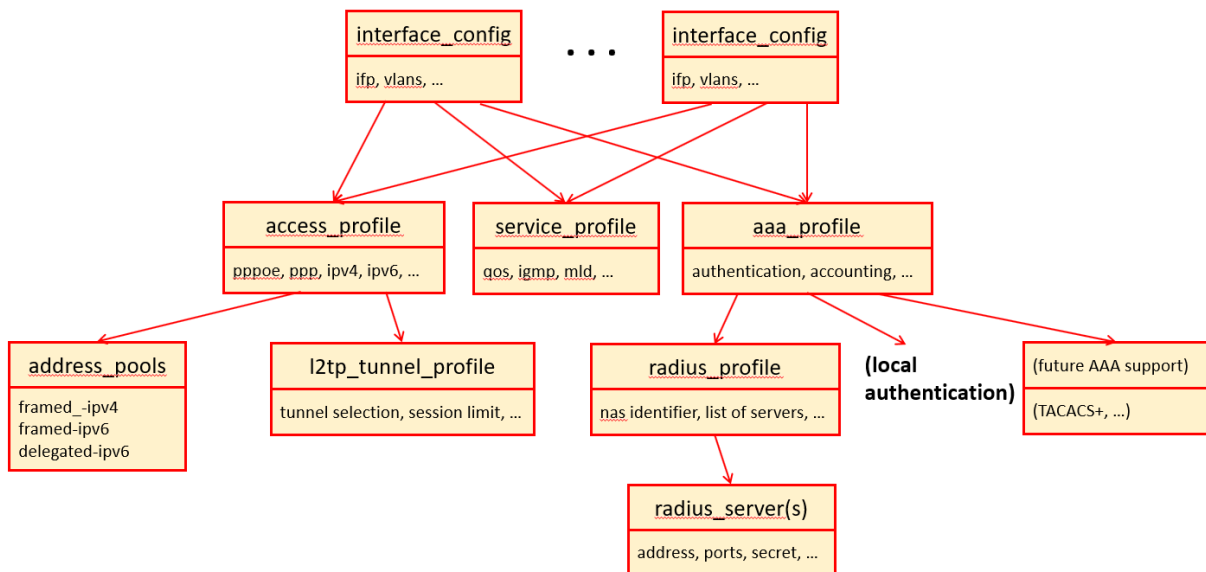 interface_config
ifp, vlans, ...
. . .
interface_config
ifp, vlans, ...
access_profile
pppoe, ppp, ipv4, ipv6, ...
service_profile
qos, igmp, mld, ...
aaa_profile
authentication, accounting, ...
address_pools
framed_-ipv4
framed-ipv6
delegated-ipv6
l2tp_tunnel_profile
tunnel selection, session limit, ...
radius_profile
nas identifier, list of servers, ...
(local
authentication)
(future AAA support)
(TACACS+, ...)
radius_server(s)
address, ports, secret, ...